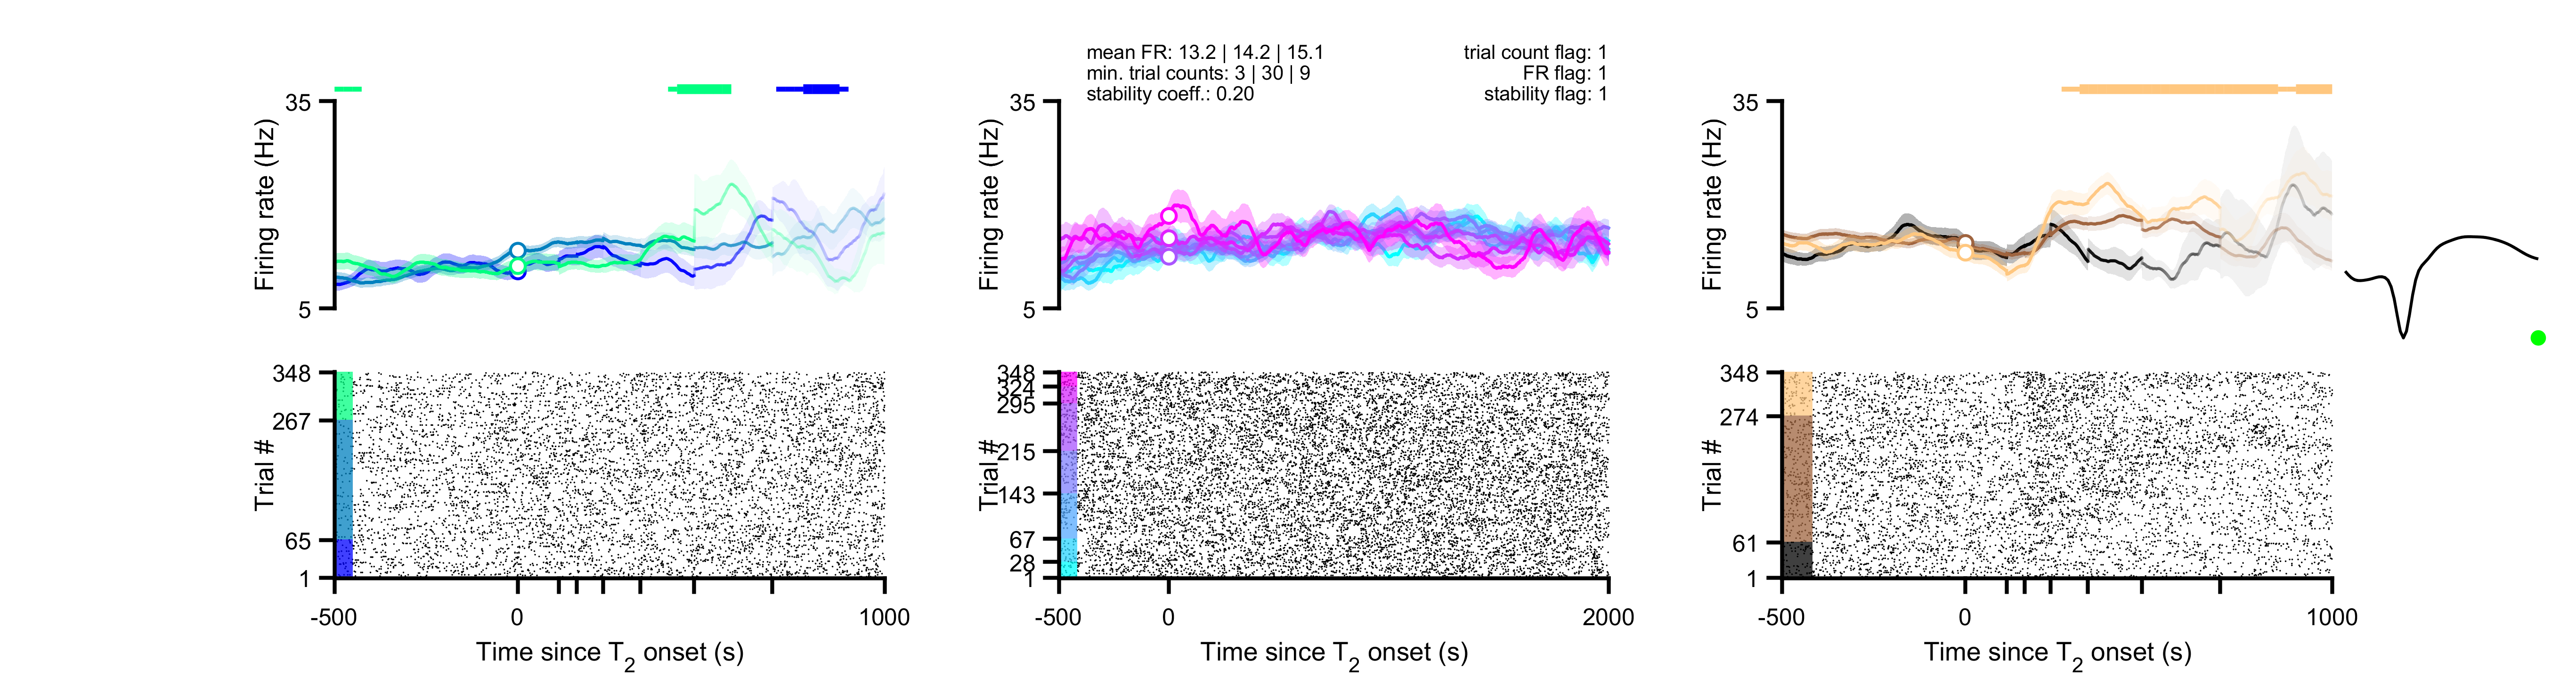 mean FR: 13.2 | 14.2 | 15.1
min. trial counts: 3 | 30 | 9
stability coeff.: 0.20
trial count flag: 1
FR flag: 1
stability flag: 1
35
Firing rate (Hz)
5
35
Firing rate (Hz)
5
35
Firing rate (Hz)
5
348
267
Trial #
65
1
-500
0
1000
Time since T2 onset (s)
348
324
295
215
Trial #
143
67
28
1
-500
0
2000
Time since T2 onset (s)
348
274
Trial #
61
1
-500
0
1000
Time since T2 onset (s)